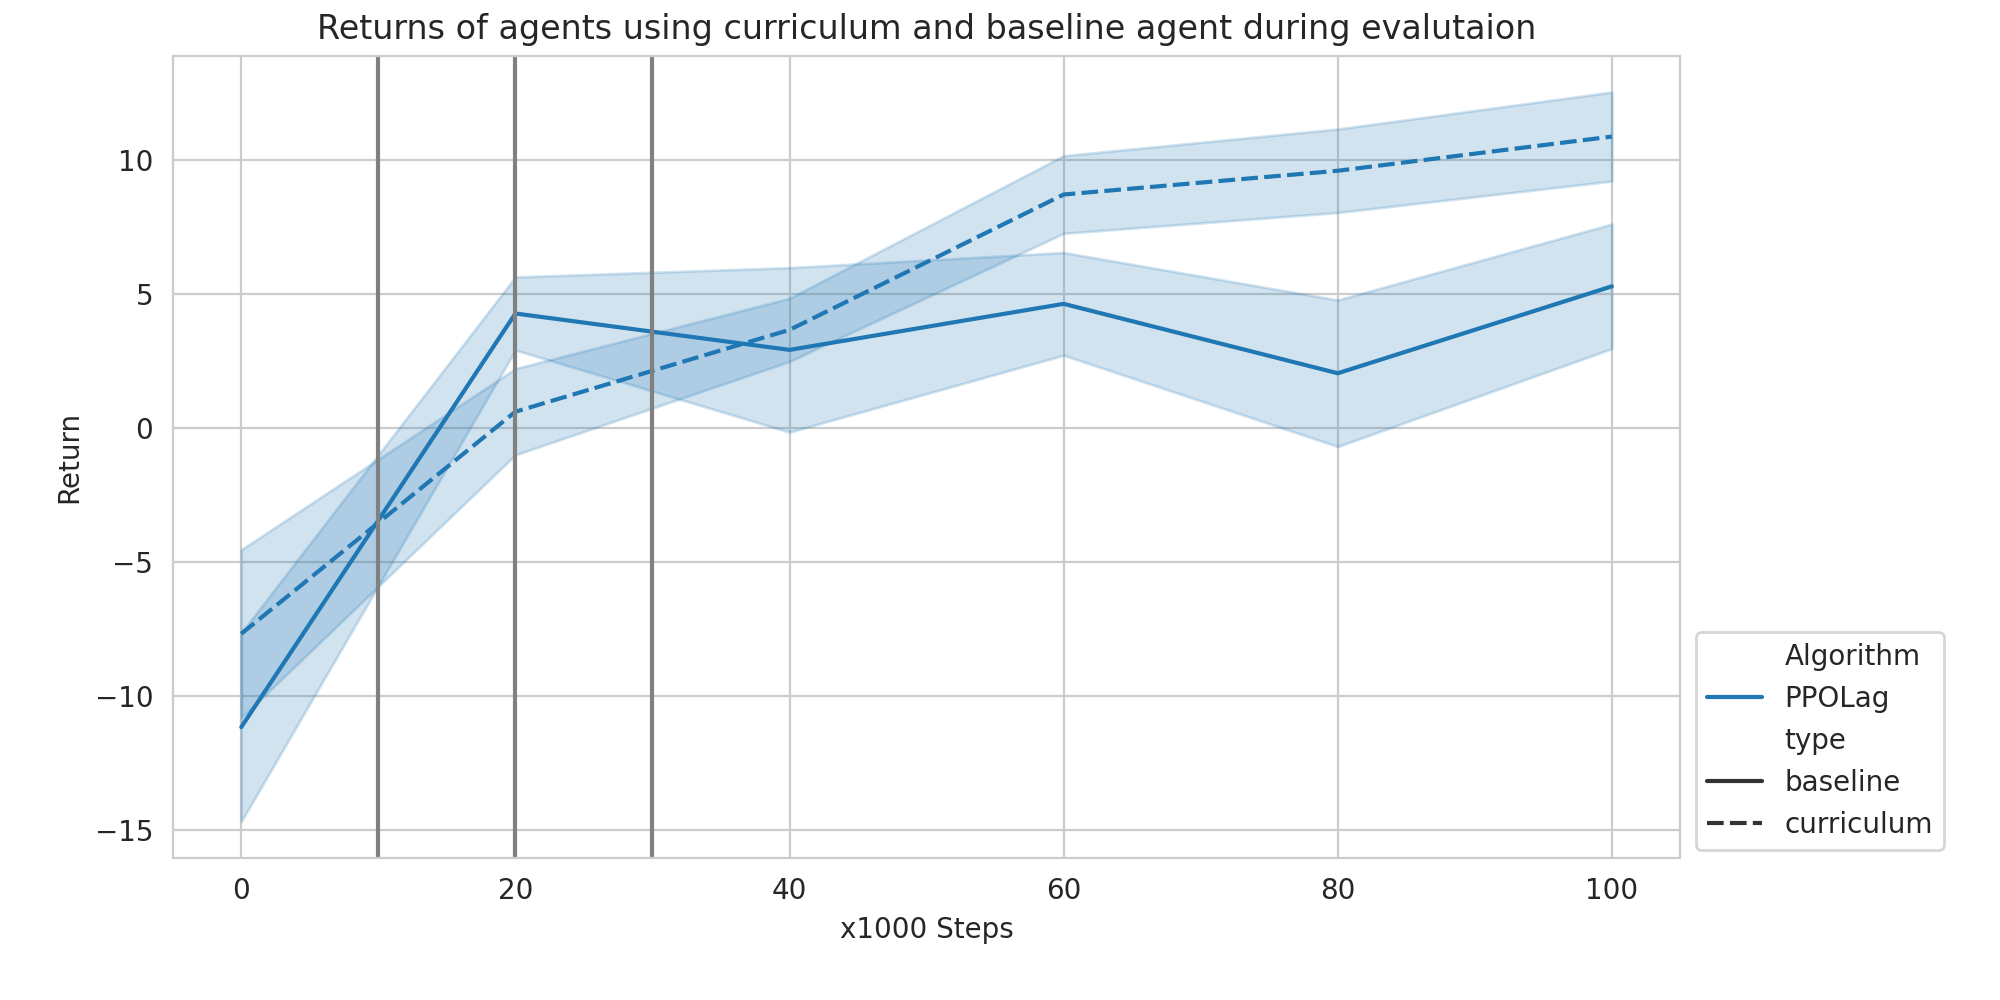 Returns of agents using curriculum and baseline agent during evalutaion
10
5
0
−5
−10
−15
Return
0 20 40 60 80 100
x1000 Steps
Algorithm
PPOLag
type
baseline
curriculum